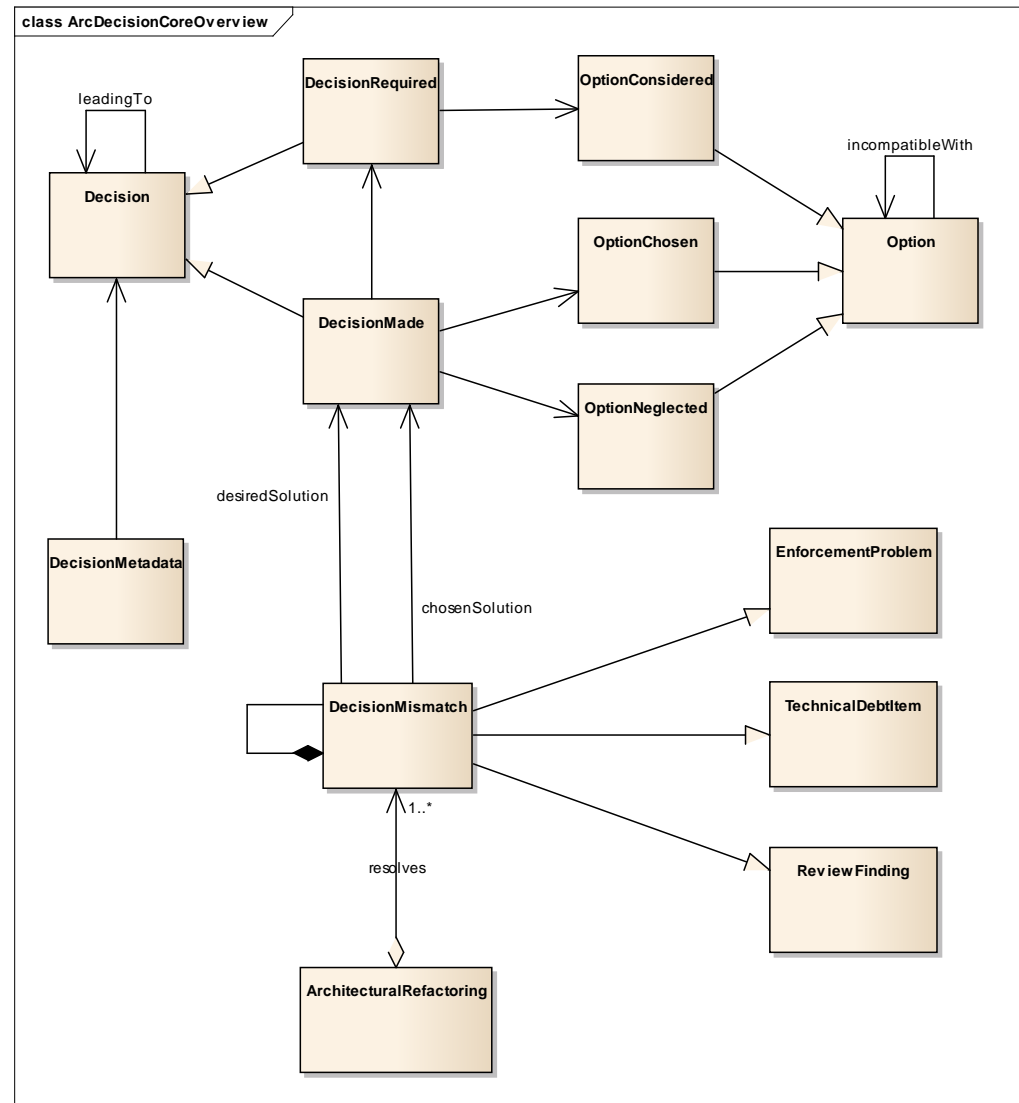 class ArcDecisionCoreOverview
DecisionRequired
OptionConsidered
leadingTo
incompatibleWith
Decision
OptionChosen
Option
DecisionMade
OptionNeglected
desiredSolution
EnforcementProblem
DecisionMetadata
chosenSolution
DecisionMismatch
TechnicalDebtItem
1..*
resolves
ReviewFinding
ArchitecturalRefactoring